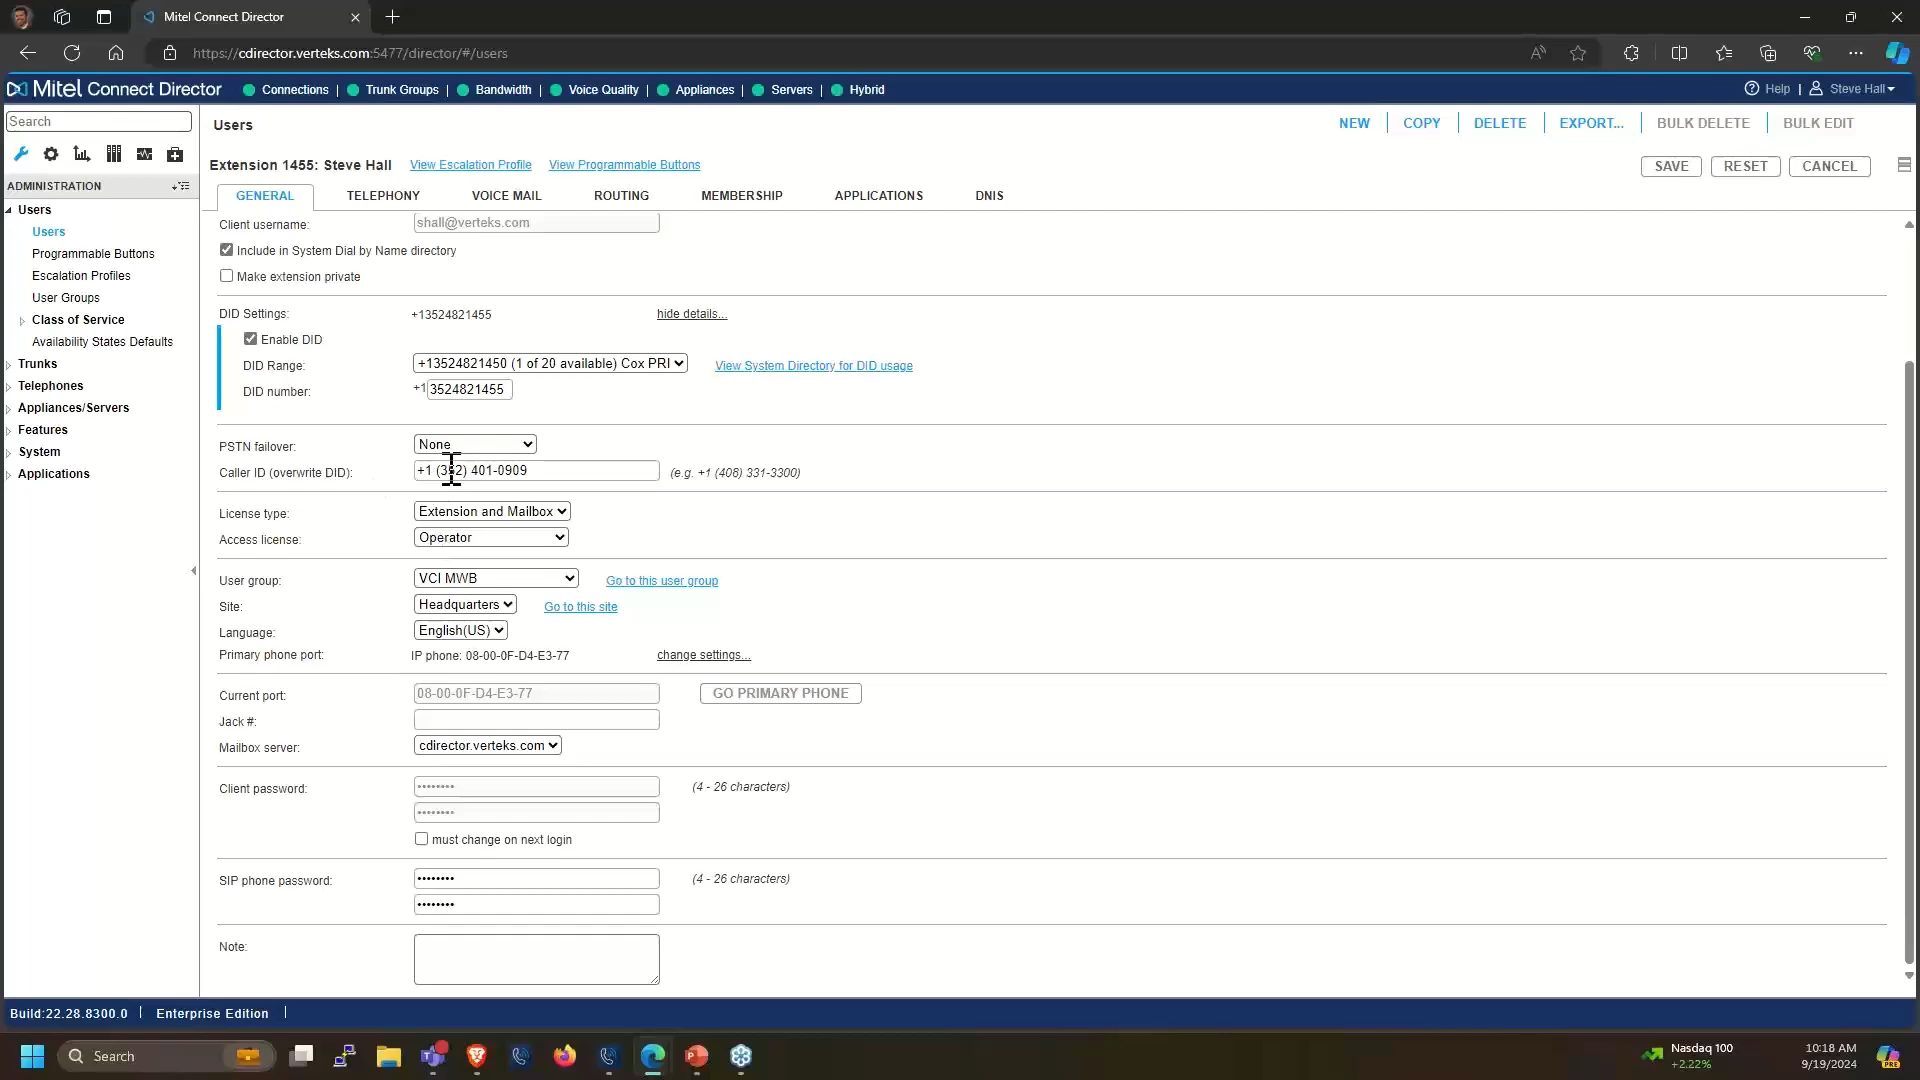 Mitel Connect Director
https://cdirector.verteks.com:5477/director/#/users
Mitel Connect Director
Connections | Trunk Groups | Bandwidth | Voice Quality | Appliances | Servers | Hybrid
Help | Steve Hall
Search
Users
NEW COPY DELETE EXPORT... BULK DELETE BULK EDIT
Extension 1455: Steve Hall View Escalation Profile View Programmable Buttons
SAVE RESET CANCEL
ADMINISTRATION
GENERAL TELEPHONY VOICE MAIL ROUTING MEMBERSHIP APPLICATIONS DNIS
Users
Users
Programmable Buttons
Escalation Profiles
User Groups
Class of Service
Availability States Defaults
Trunks
Telephones
Appliances/Servers
Features
System
Applications
Client username: shall@verteks.com
Include in System Dial by Name directory
Make extension private
DID Settings: +13524821455 hide details...
Enable DID
DID Range: +13524821450 (1 of 20 available) Cox PRI View System Directory for DID usage
DID number: +1 3524821455
PSTN failover: None
Caller ID (overwrite DID): +1 (352) 401-0909 (e.g. +1 (408) 331-3300)
License type: Extension and Mailbox
Access license: Operator
User group: VCI MWB Go to this user group
Site: Headquarters Go to this site
Language: English(US)
Primary phone port: IP phone: 08-00-0F-D4-E3-77 change settings...
Current port: 08-00-0F-D4-E3-77 GO PRIMARY PHONE
Jack #:
Mailbox server: cdirector.verteks.com
Client password: •••••••• (4 - 26 characters)
••••••••
must change on next login
SIP phone password: •••••••• (4 - 26 characters)
••••••••
Note:
Build:22.28.8300.0 | Enterprise Edition |
Search
Nasdaq 100
+2.22%
10:18 AM
9/19/2024
PRE